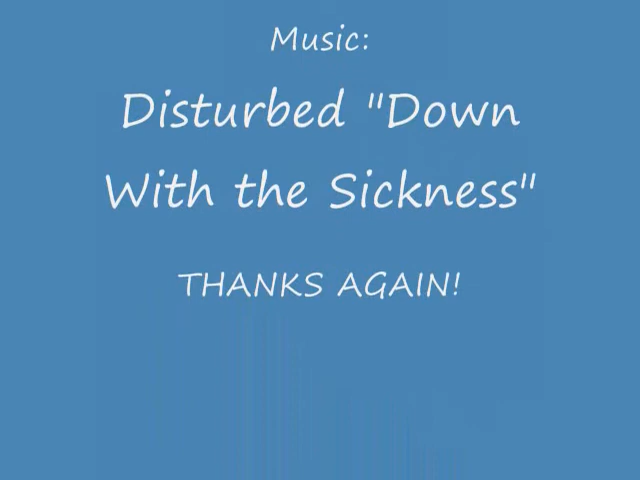 Music:
Disturbed "Down
With the Sickness"
THANKS AGAIN!